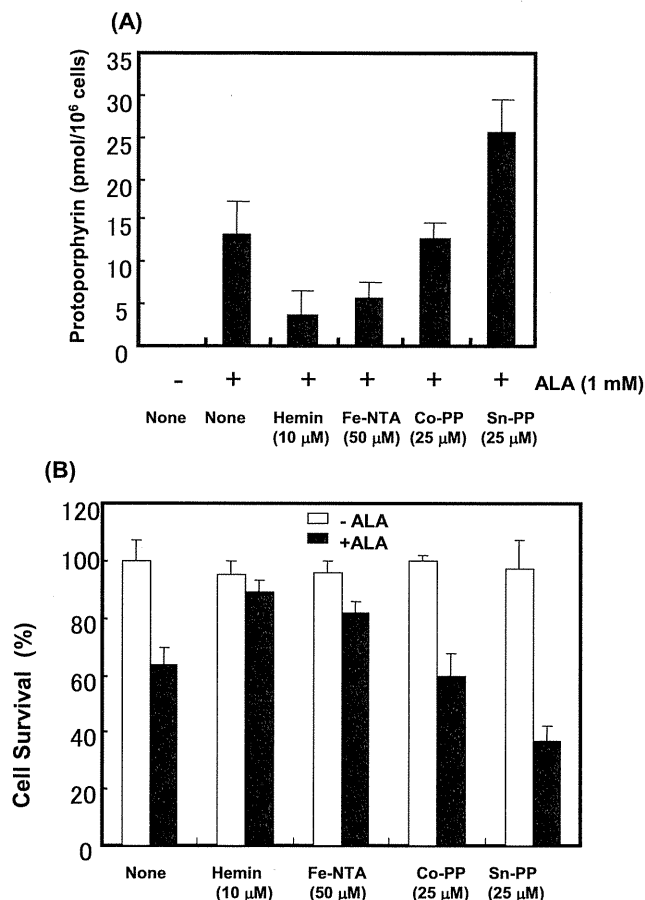 (A)
Protoporphyrin (pmol/10⁶ cells)
35
30
25
20
15
10
5
0
- + + + + + ALA (1 mM)
None None Hemin Fe-NTA Co-PP Sn-PP
(10 µM) (50 µM) (25 µM) (25 µM)
(B)
Cell Survival (%)
120
100
80
60
40
20
0
- ALA
+ALA
None Hemin Fe-NTA Co-PP Sn-PP
(10 µM) (50 µM) (25 µM) (25 µM)